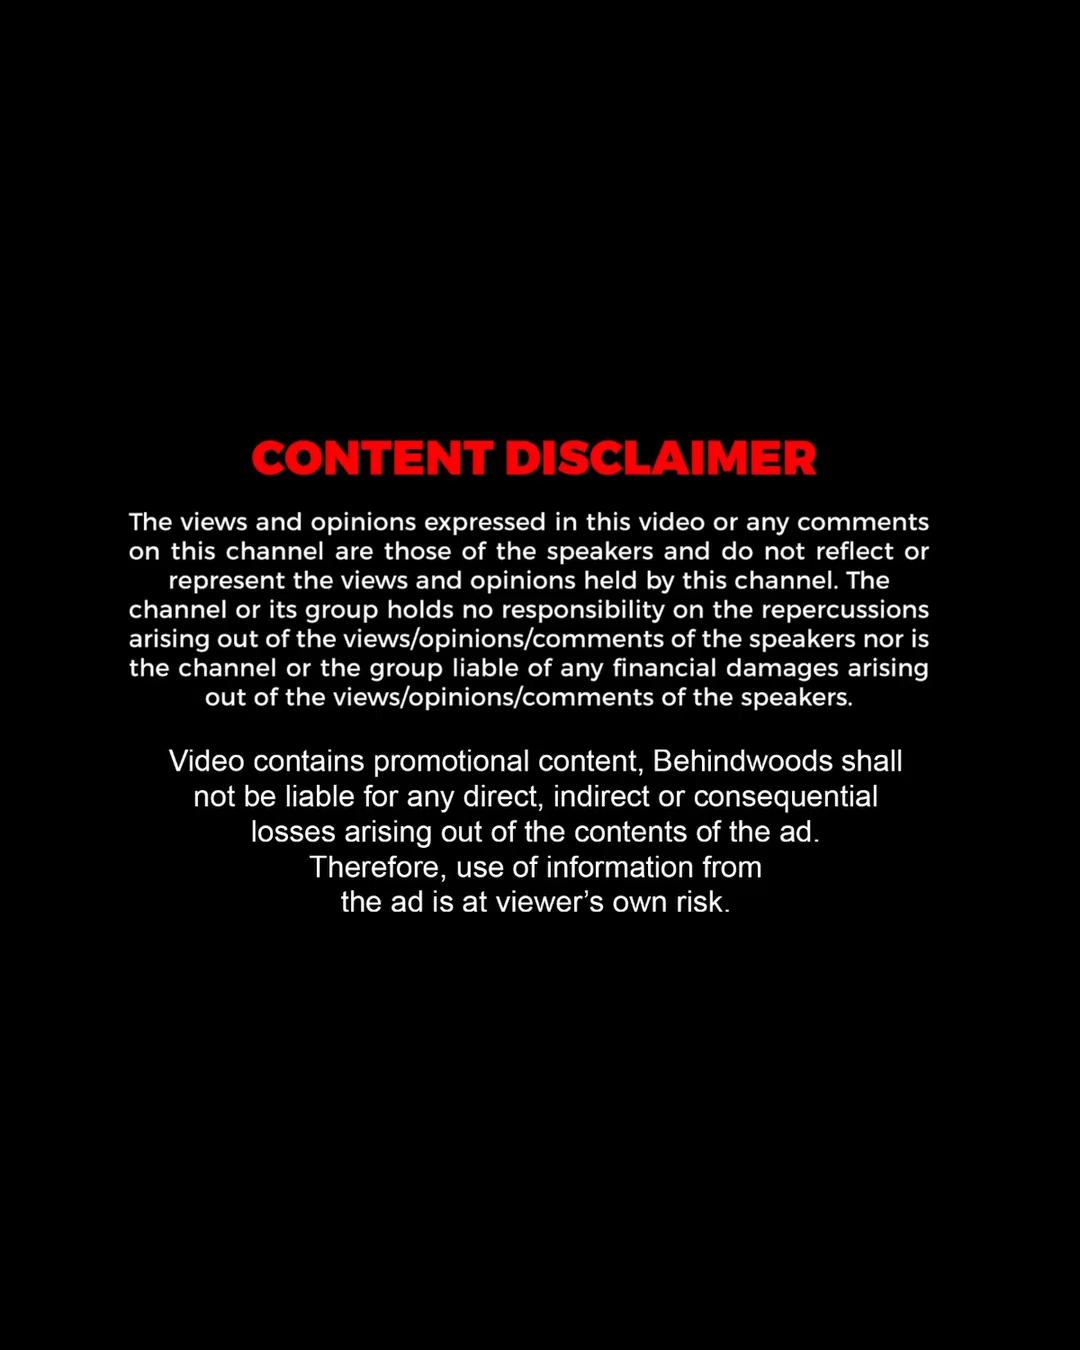 CONTENT DISCLAIMER
The views and opinions expressed in this video or any comments
on this channel are those of the speakers and do not reflect or
represent the views and opinions held by this channel. The
channel or its group holds no responsibility on the repercussions
arising out of the views/opinions/comments of the speakers nor is
the channel or the group liable of any financial damages arising
out of the views/opinions/comments of the speakers.
Video contains promotional content, Behindwoods shall
not be liable for any direct, indirect or consequential
losses arising out of the contents of the ad.
Therefore, use of information from
the ad is at viewer’s own risk.